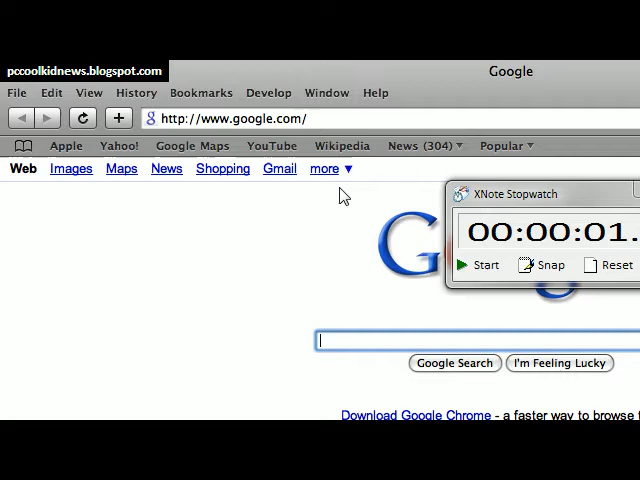 pccoolkidnews.blogspot.com
Google
File Edit View History Bookmarks Develop Window Help
http://www.google.com/
Apple Yahoo! Google Maps YouTube Wikipedia News (304) Popular
Web Images Maps News Shopping Gmail more
XNote Stopwatch
00:00:01.
Start Snap Reset
Google Search I'm Feeling Lucky
Download Google Chrome - a faster way to browse